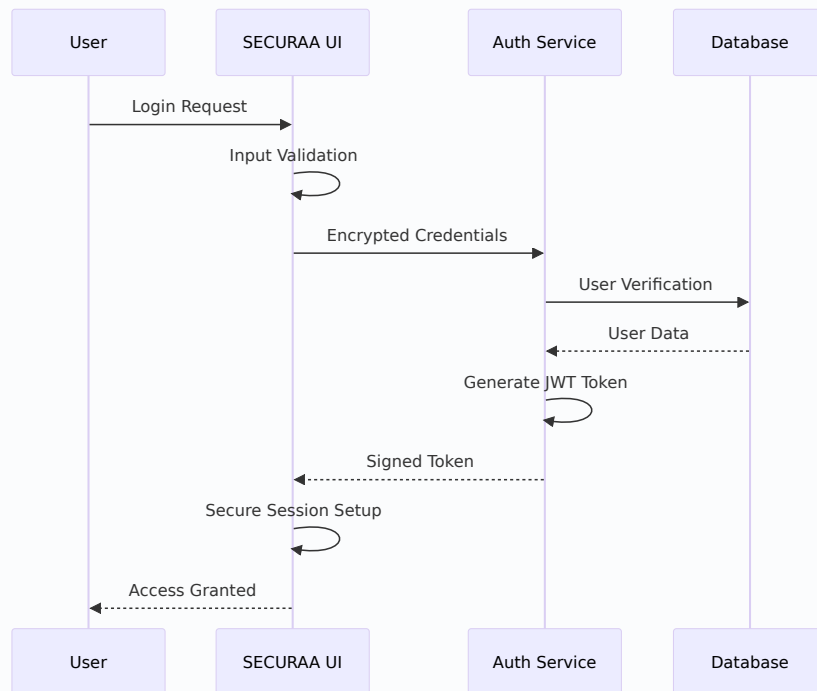 User
SECURAA UI
Auth Service
Database
Login Request
Input Validation
Encrypted Credentials
User Verification
User Data
Generate JWT Token
Signed Token
Secure Session Setup
Access Granted
User
SECURAA UI
Auth Service
Database